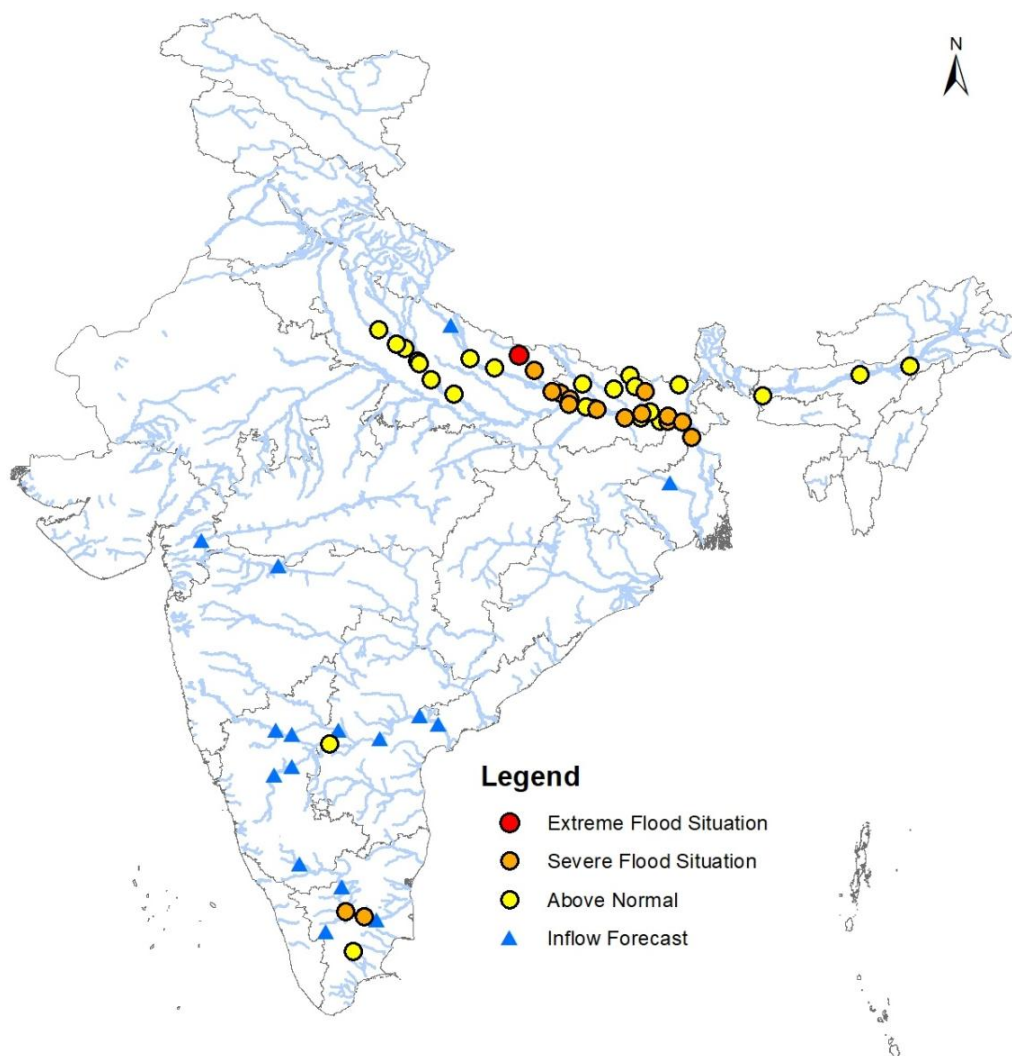 N
Legend
Extreme Flood Situation
Severe Flood Situation
Above Normal
Inflow Forecast